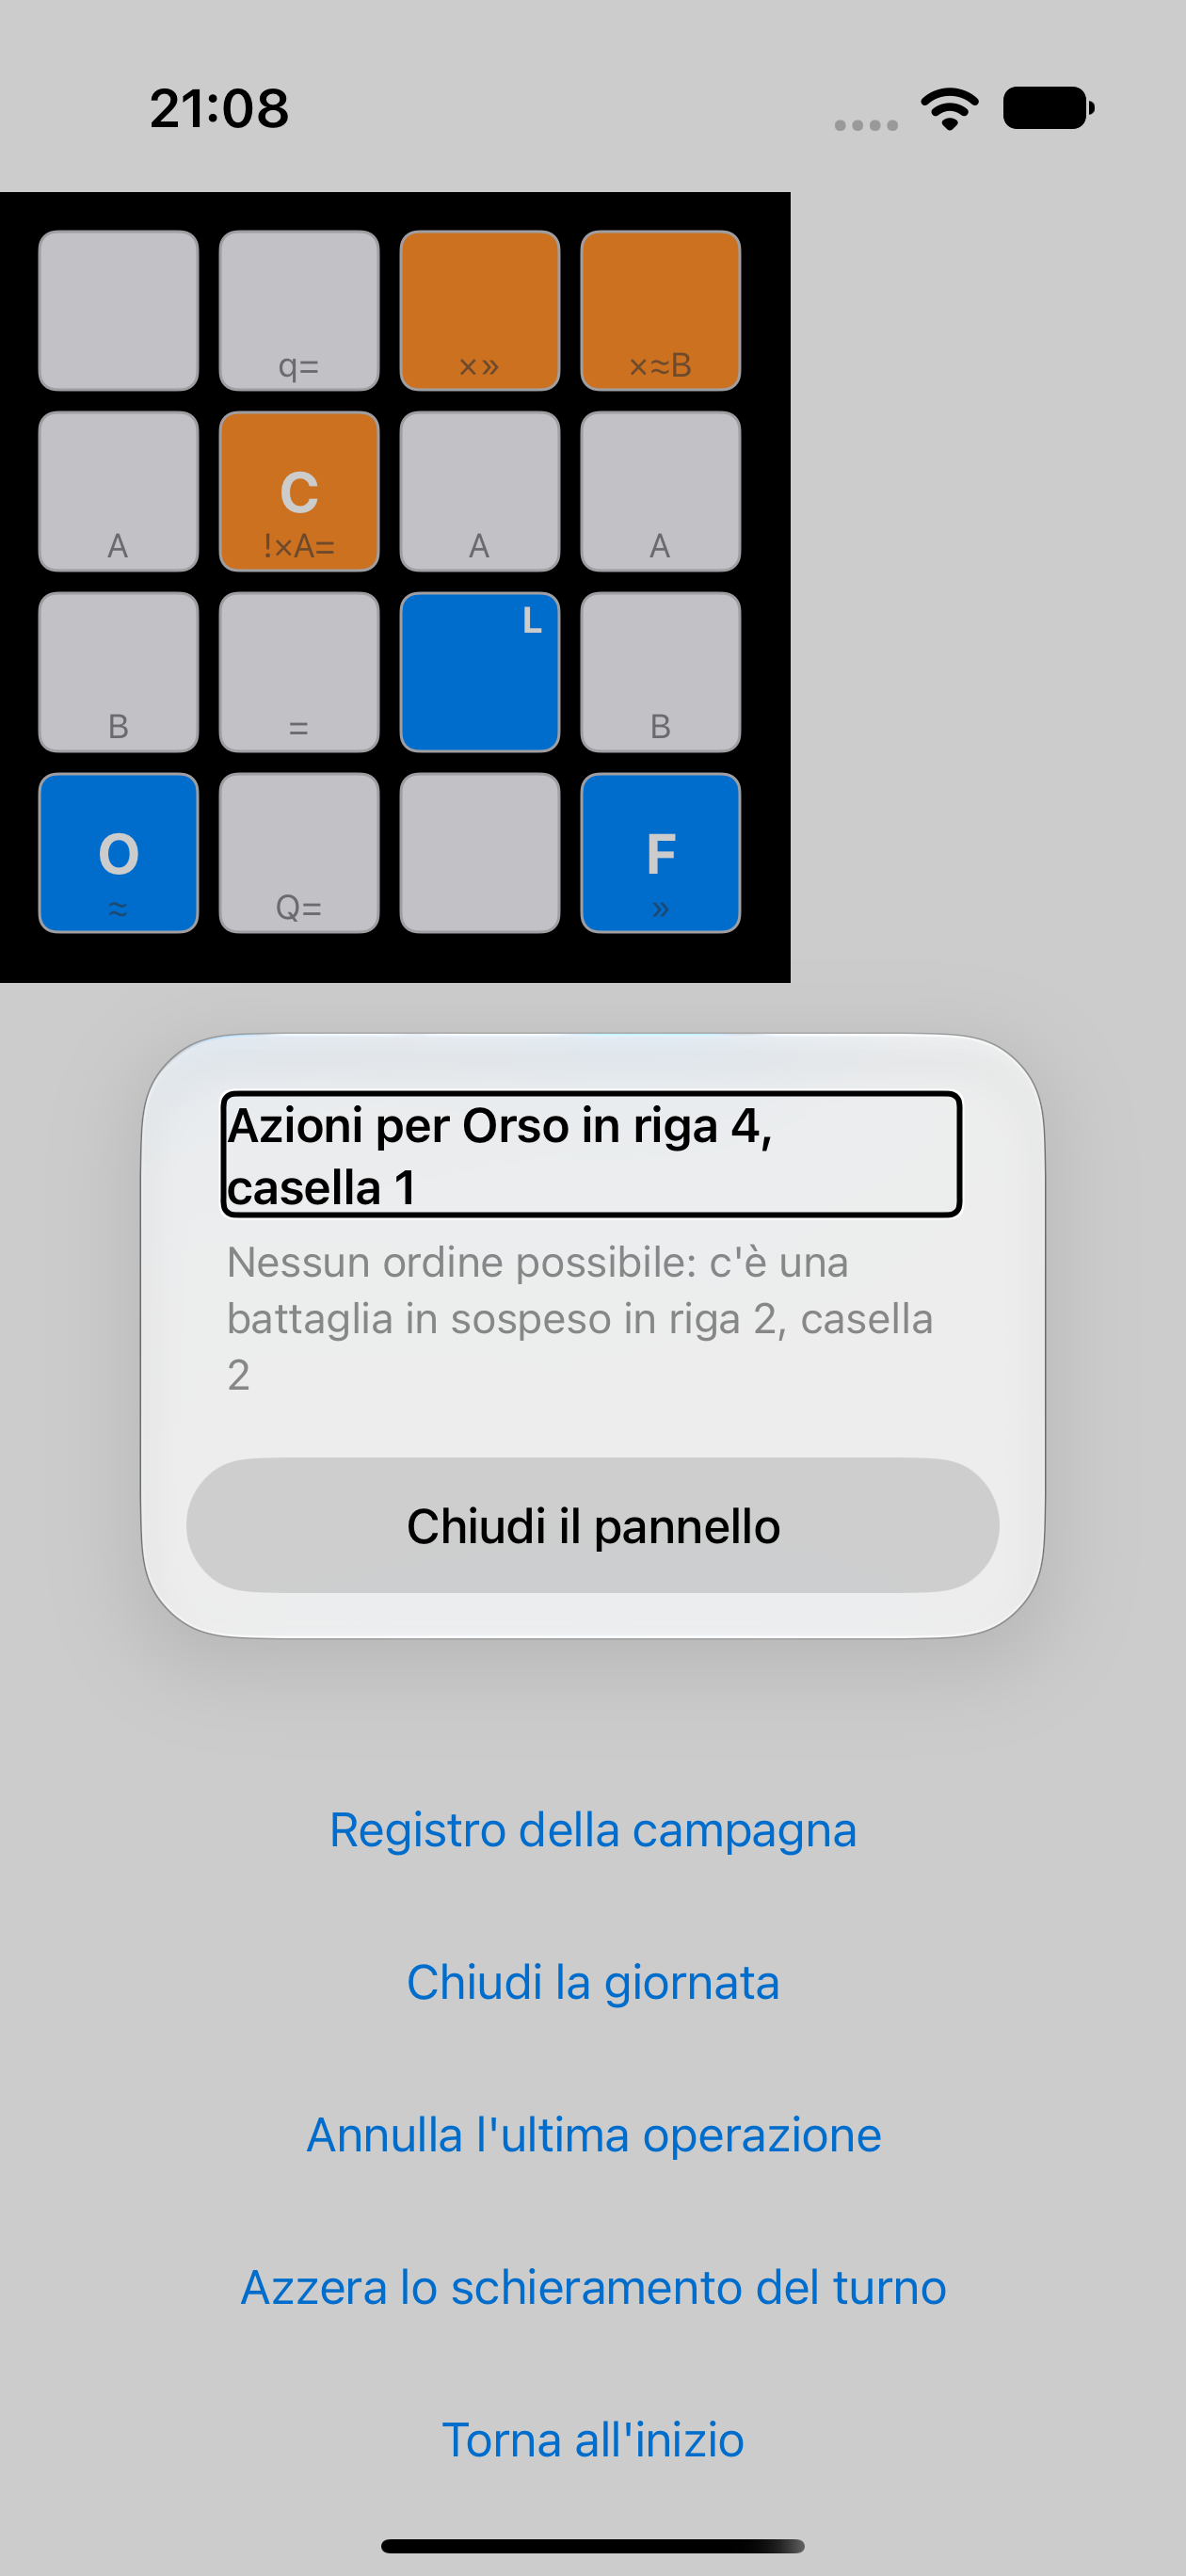 21:08
q= ×» ×≈B
C
A !×A= A A
L
B = B
O F
≈ Q= »
Azioni per Orso in riga 4,
casella 1
Nessun ordine possibile: c'è una
battaglia in sospeso in riga 2, casella
2
Chiudi il pannello
Registro della campagna
Chiudi la giornata
Annulla l'ultima operazione
Azzera lo schieramento del turno
Torna all'inizio